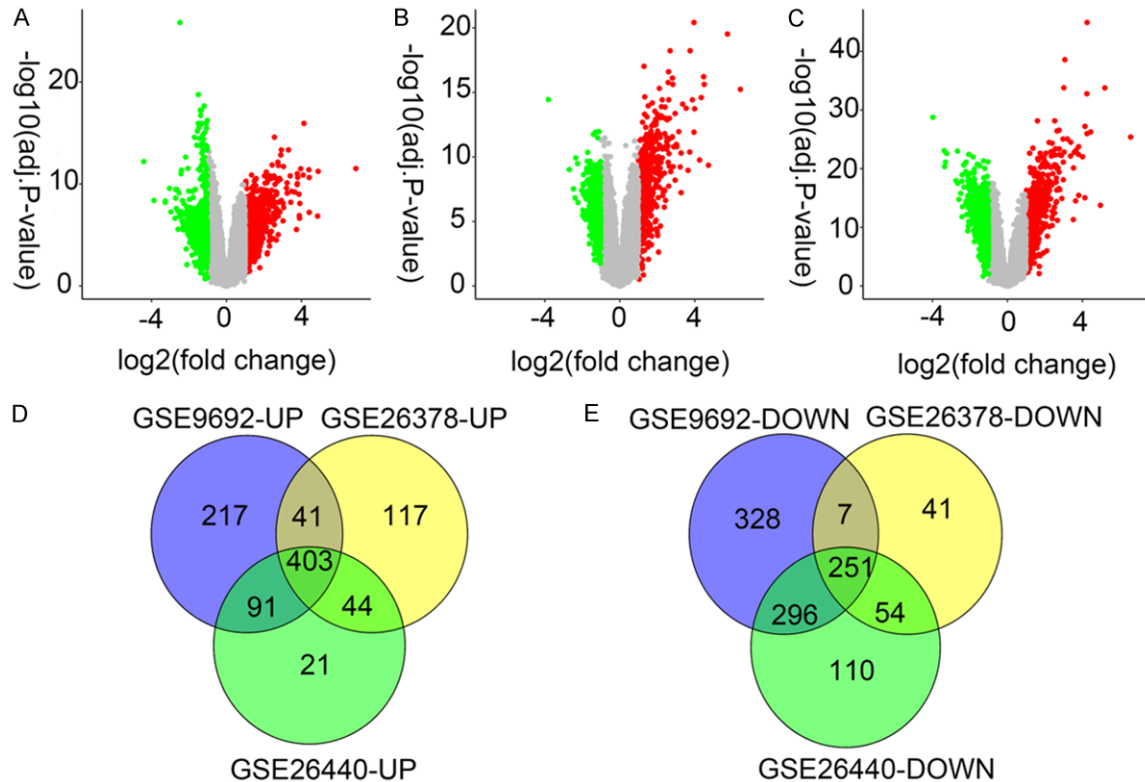 A
B
C
-log10(adj.P-value)
20
10
0
-4
0
4
log2(fold change)
-log10(adj.P-value)
20
15
10
5
0
-4
0
4
log2(fold change)
-log10(adj.P-value)
40
30
20
10
0
-4
0
4
log2(fold change)
D
GSE9692-UP
GSE26378-UP
217
41
117
403
91
44
21
GSE26440-UP
E
GSE9692-DOWN
GSE26378-DOWN
328
7
41
251
296
54
110
GSE26440-DOWN